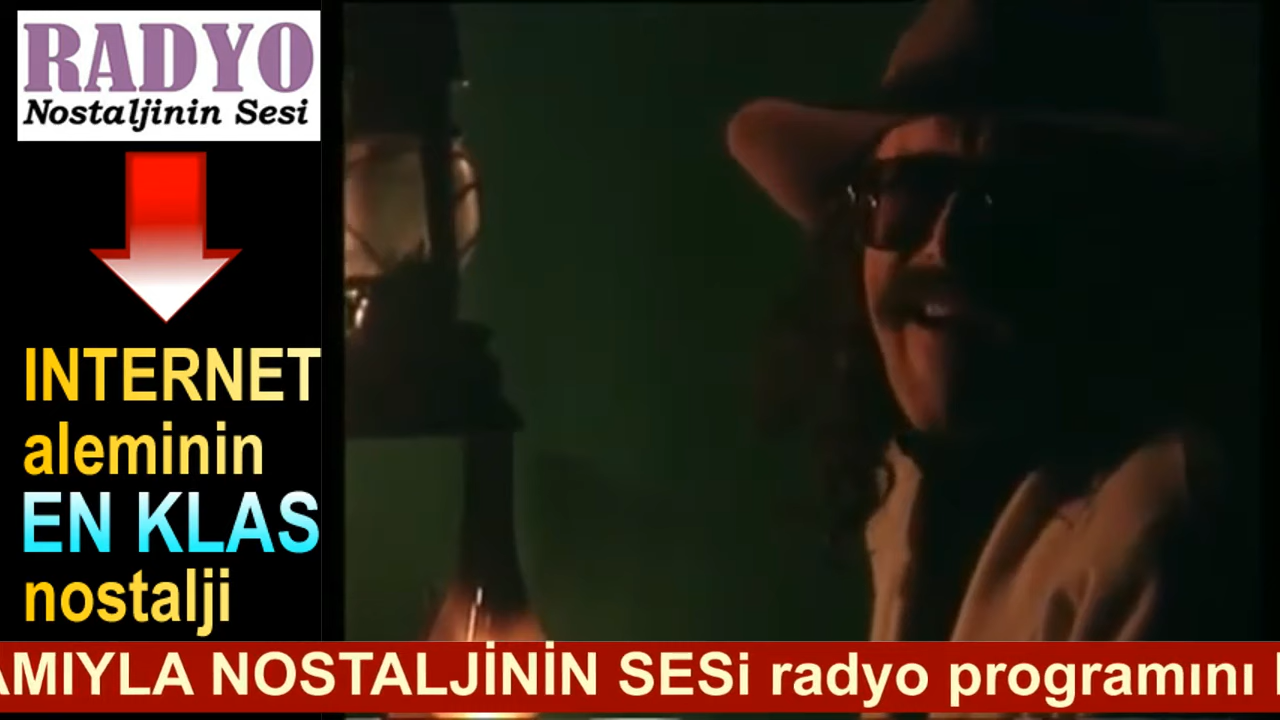 RADYO
Nostaljinin Sesi
INTERNET
aleminin
EN KLAS
nostalji
AMIYLA NOSTALJİNİN SESi radyo programını